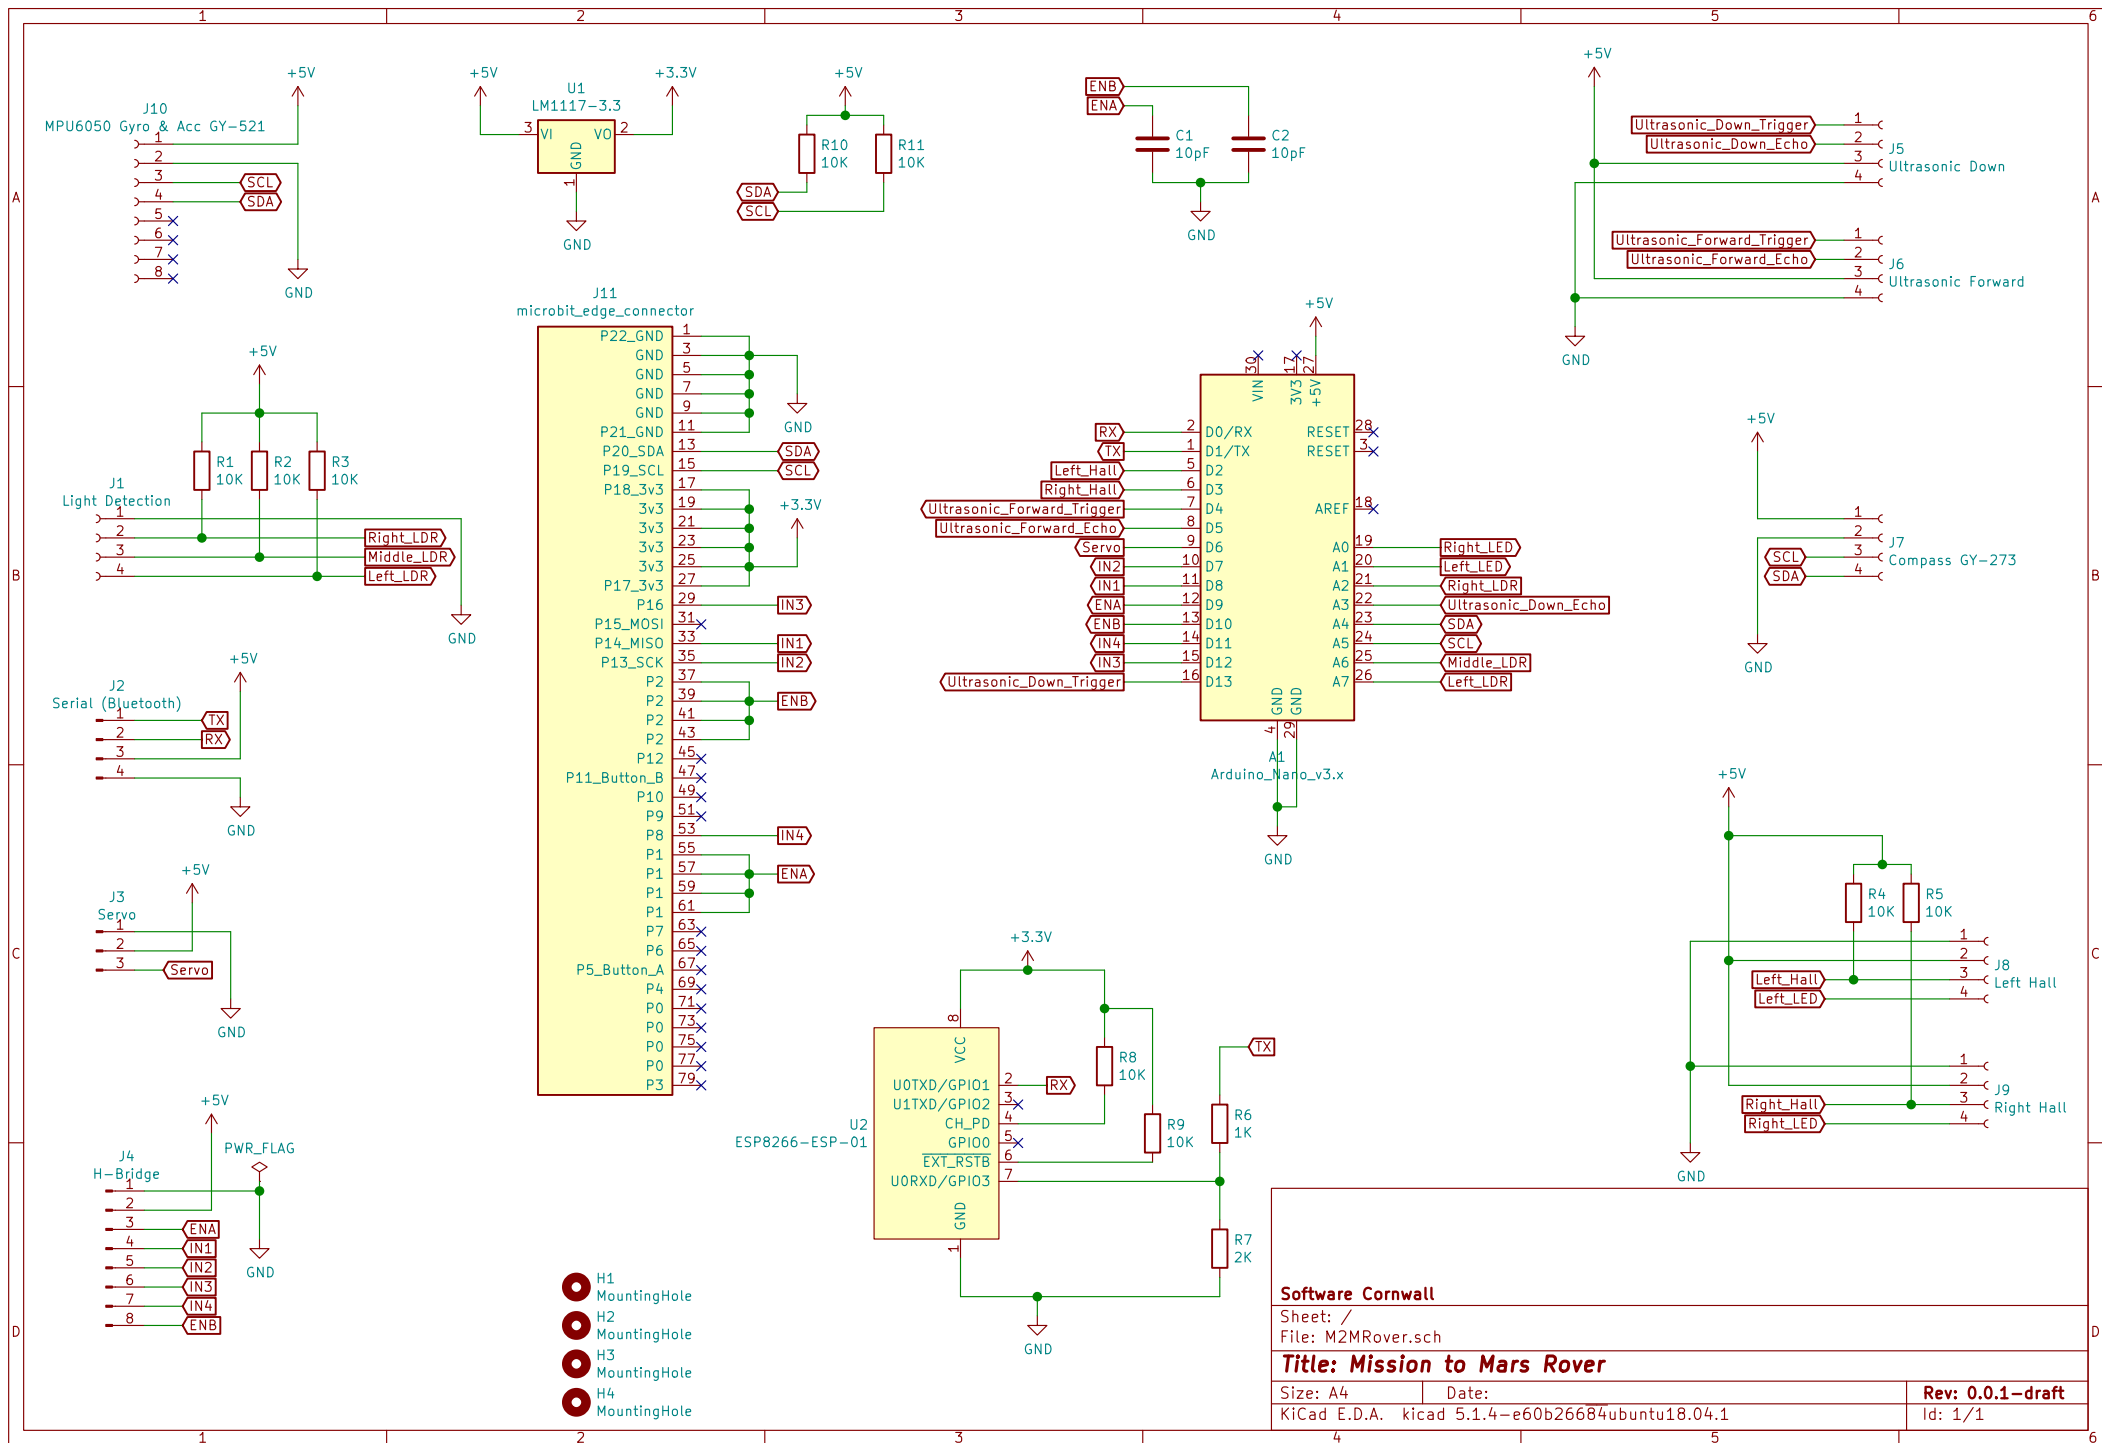 1 2 3 4 5 6
A
B
C
D
+5V
J10
MPU6050 Gyro & Acc GY-521
1
2
3 SCL
4 SDA
5
6
7
8
GND
+5V
U1
LM1117-3.3
+3.3V
3 VI VO 2
GND
1
GND
+5V
R10
10K
R11
10K
SDA
SCL
ENB
ENA
C1
10pF
C2
10pF
GND
+5V
Ultrasonic_Down_Trigger 1
Ultrasonic_Down_Echo 2
3
4
J5
Ultrasonic Down
Ultrasonic_Forward_Trigger 1
Ultrasonic_Forward_Echo 2
3
4
J6
Ultrasonic Forward
GND
+5V
R1
10K
R2
10K
R3
10K
J1
Light Detection
1
2 Right_LDR
3 Middle_LDR
4 Left_LDR
GND
J11
microbit_edge_connector
P22_GND 1
GND 3
GND 5
GND 7
GND 9
P21_GND 11
GND
P20_SDA 13 SDA
P19_SCL 15 SCL
P18_3v3 17
3v3 19
3v3 21
3v3 23
3v3 25
P17_3v3 27
+3.3V
P16 29 IN3
P15_MOSI 31
P14_MISO 33 IN1
P13_SCK 35 IN2
P2 37
P2 39 ENB
P2 41
P2 43
P12 45
P11_Button_B 47
P10 49
P9 51
P8 53 IN4
P1 55
P1 57 ENA
P1 59
P1 61
P7 63
P6 65
P5_Button_A 67
P4 69
P0 71
P0 73
P0 75
P0 77
P3 79
+5V
30 17 27
VIN 3V3 +5V
RX 2 D0/RX
TX 1 D1/TX
Left_Hall 5 D2
Right_Hall 6 D3
Ultrasonic_Forward_Trigger 7 D4
Ultrasonic_Forward_Echo 8 D5
Servo 9 D6
IN2 10 D7
IN1 11 D8
ENA 12 D9
ENB 13 D10
IN4 14 D11
IN3 15 D12
Ultrasonic_Down_Trigger 16 D13
RESET 28
RESET 3
AREF 18
A0 19 Right_LED
A1 20 Left_LED
A2 21 Right_LDR
A3 22 Ultrasonic_Down_Echo
A4 23 SDA
A5 24 SCL
A6 25 Middle_LDR
A7 26 Left_LDR
GND GND
4 29
A1
Arduino_Nano_v3.x
GND
+5V
1
2
SCL 3
SDA 4
J7
Compass GY-273
GND
+5V
J2
Serial (Bluetooth)
1 TX
2 RX
3
4
GND
+5V
J3
Servo
1
2
3 Servo
GND
+5V
PWR_FLAG
J4
H-Bridge
1
2
3 ENA
4 IN1
5 IN2
6 IN3
7 IN4
8 ENB
GND
+3.3V
8
VCC
U0TXD/GPIO1 2 RX
U1TXD/GPIO2 3
CH_PD 4
GPIO0 5
EXT_RSTB 6
U0RXD/GPIO3 7
GND
1
U2
ESP8266-ESP-01
R8
10K
R9
10K
TX
R6
1K
R7
2K
GND
+5V
R4
10K
R5
10K
1
2
Left_Hall 3
Left_LED 4
J8
Left Hall
1
2
Right_Hall 3
Right_LED 4
J9
Right Hall
GND
H1
MountingHole
H2
MountingHole
H3
MountingHole
H4
MountingHole
Software Cornwall
Sheet: /
File: M2MRover.sch
Title: Mission to Mars Rover
Size: A4 Date: Rev: 0.0.1-draft
KiCad E.D.A. kicad 5.1.4-e60b266~84~ubuntu18.04.1 Id: 1/1
A
B
C
D
1 2 3 4 5 6